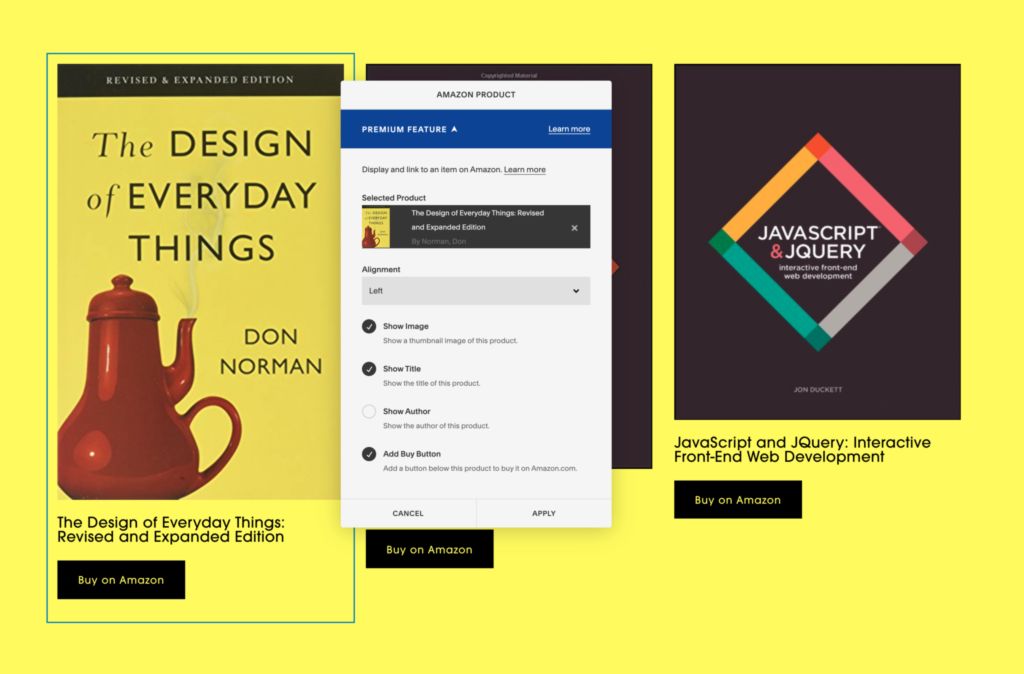 REVISED & EXPANDED EDITION
The DESIGN
of EVERYDAY
THINGS
DON
NORMAN
The Design of Everyday Things:
Revised and Expanded Edition
Buy on Amazon
Copyrighted Material
AMAZON PRODUCT
PREMIUM FEATURE
Learn more
Display and link to an item on Amazon. Learn more
Selected Product
The DESIGN
of EVERYDAY
THINGS
The Design of Everyday Things: Revised
and Expanded Edition
By Norman, Don
Alignment
Left
Show Image
Show a thumbnail image of this product.
Show Title
Show the title of this product.
Show Author
Show the author of this product.
Add Buy Button
Add a button below this product to buy it on Amazon.com.
CANCEL
APPLY
Buy on Amazon
JAVASCRIPT
&JQUERY
interactive front-end
web development
JON DUCKETT
JavaScript and JQuery: Interactive
Front-End Web Development
Buy on Amazon